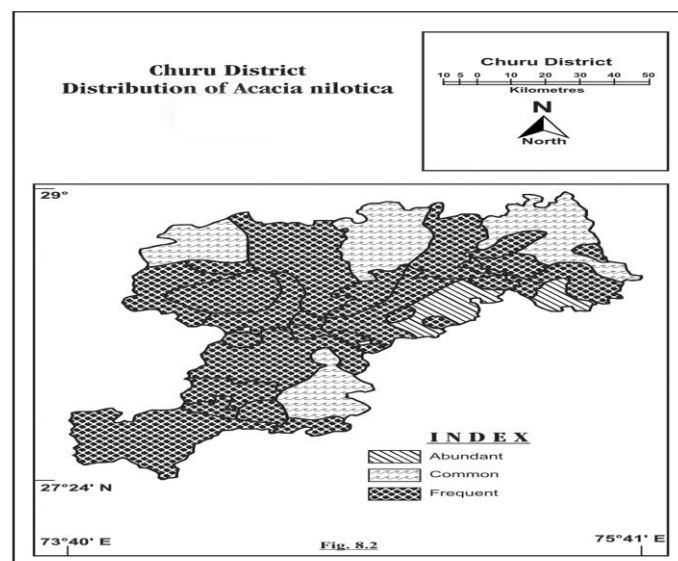 Churu District
Distribution of Acacia nilotica
Churu District
10 5 0 10 20 30 40 50
Kilometres
N
North
29°
INDEX
Abundant
Common
Frequent
27°24' N
73°40' E
Fig. 8.2
75°41' E